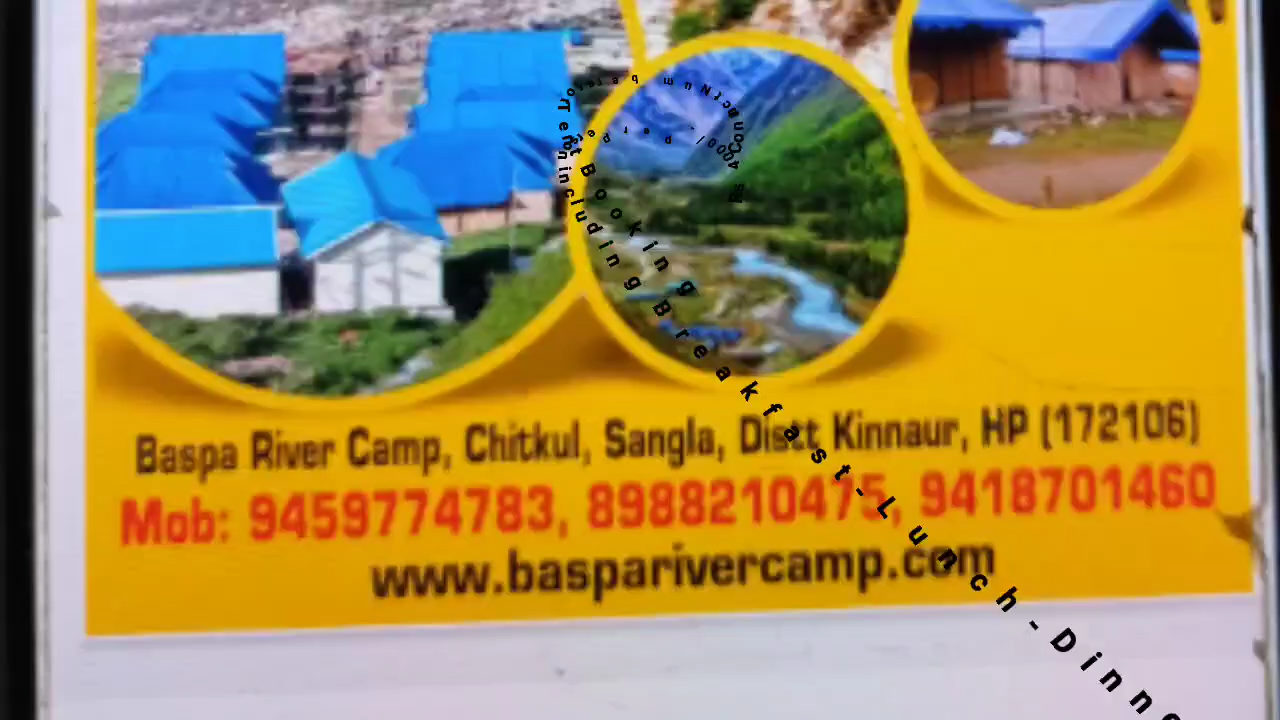 Baspa River Camp, Chitkul, Sangla, Distt Kinnaur, HP (172106)
Mob: 9459774783, 8988210475, 9418701460
www.basparivercamp.com
Booking
including Breakfast-Lunch-Dinne